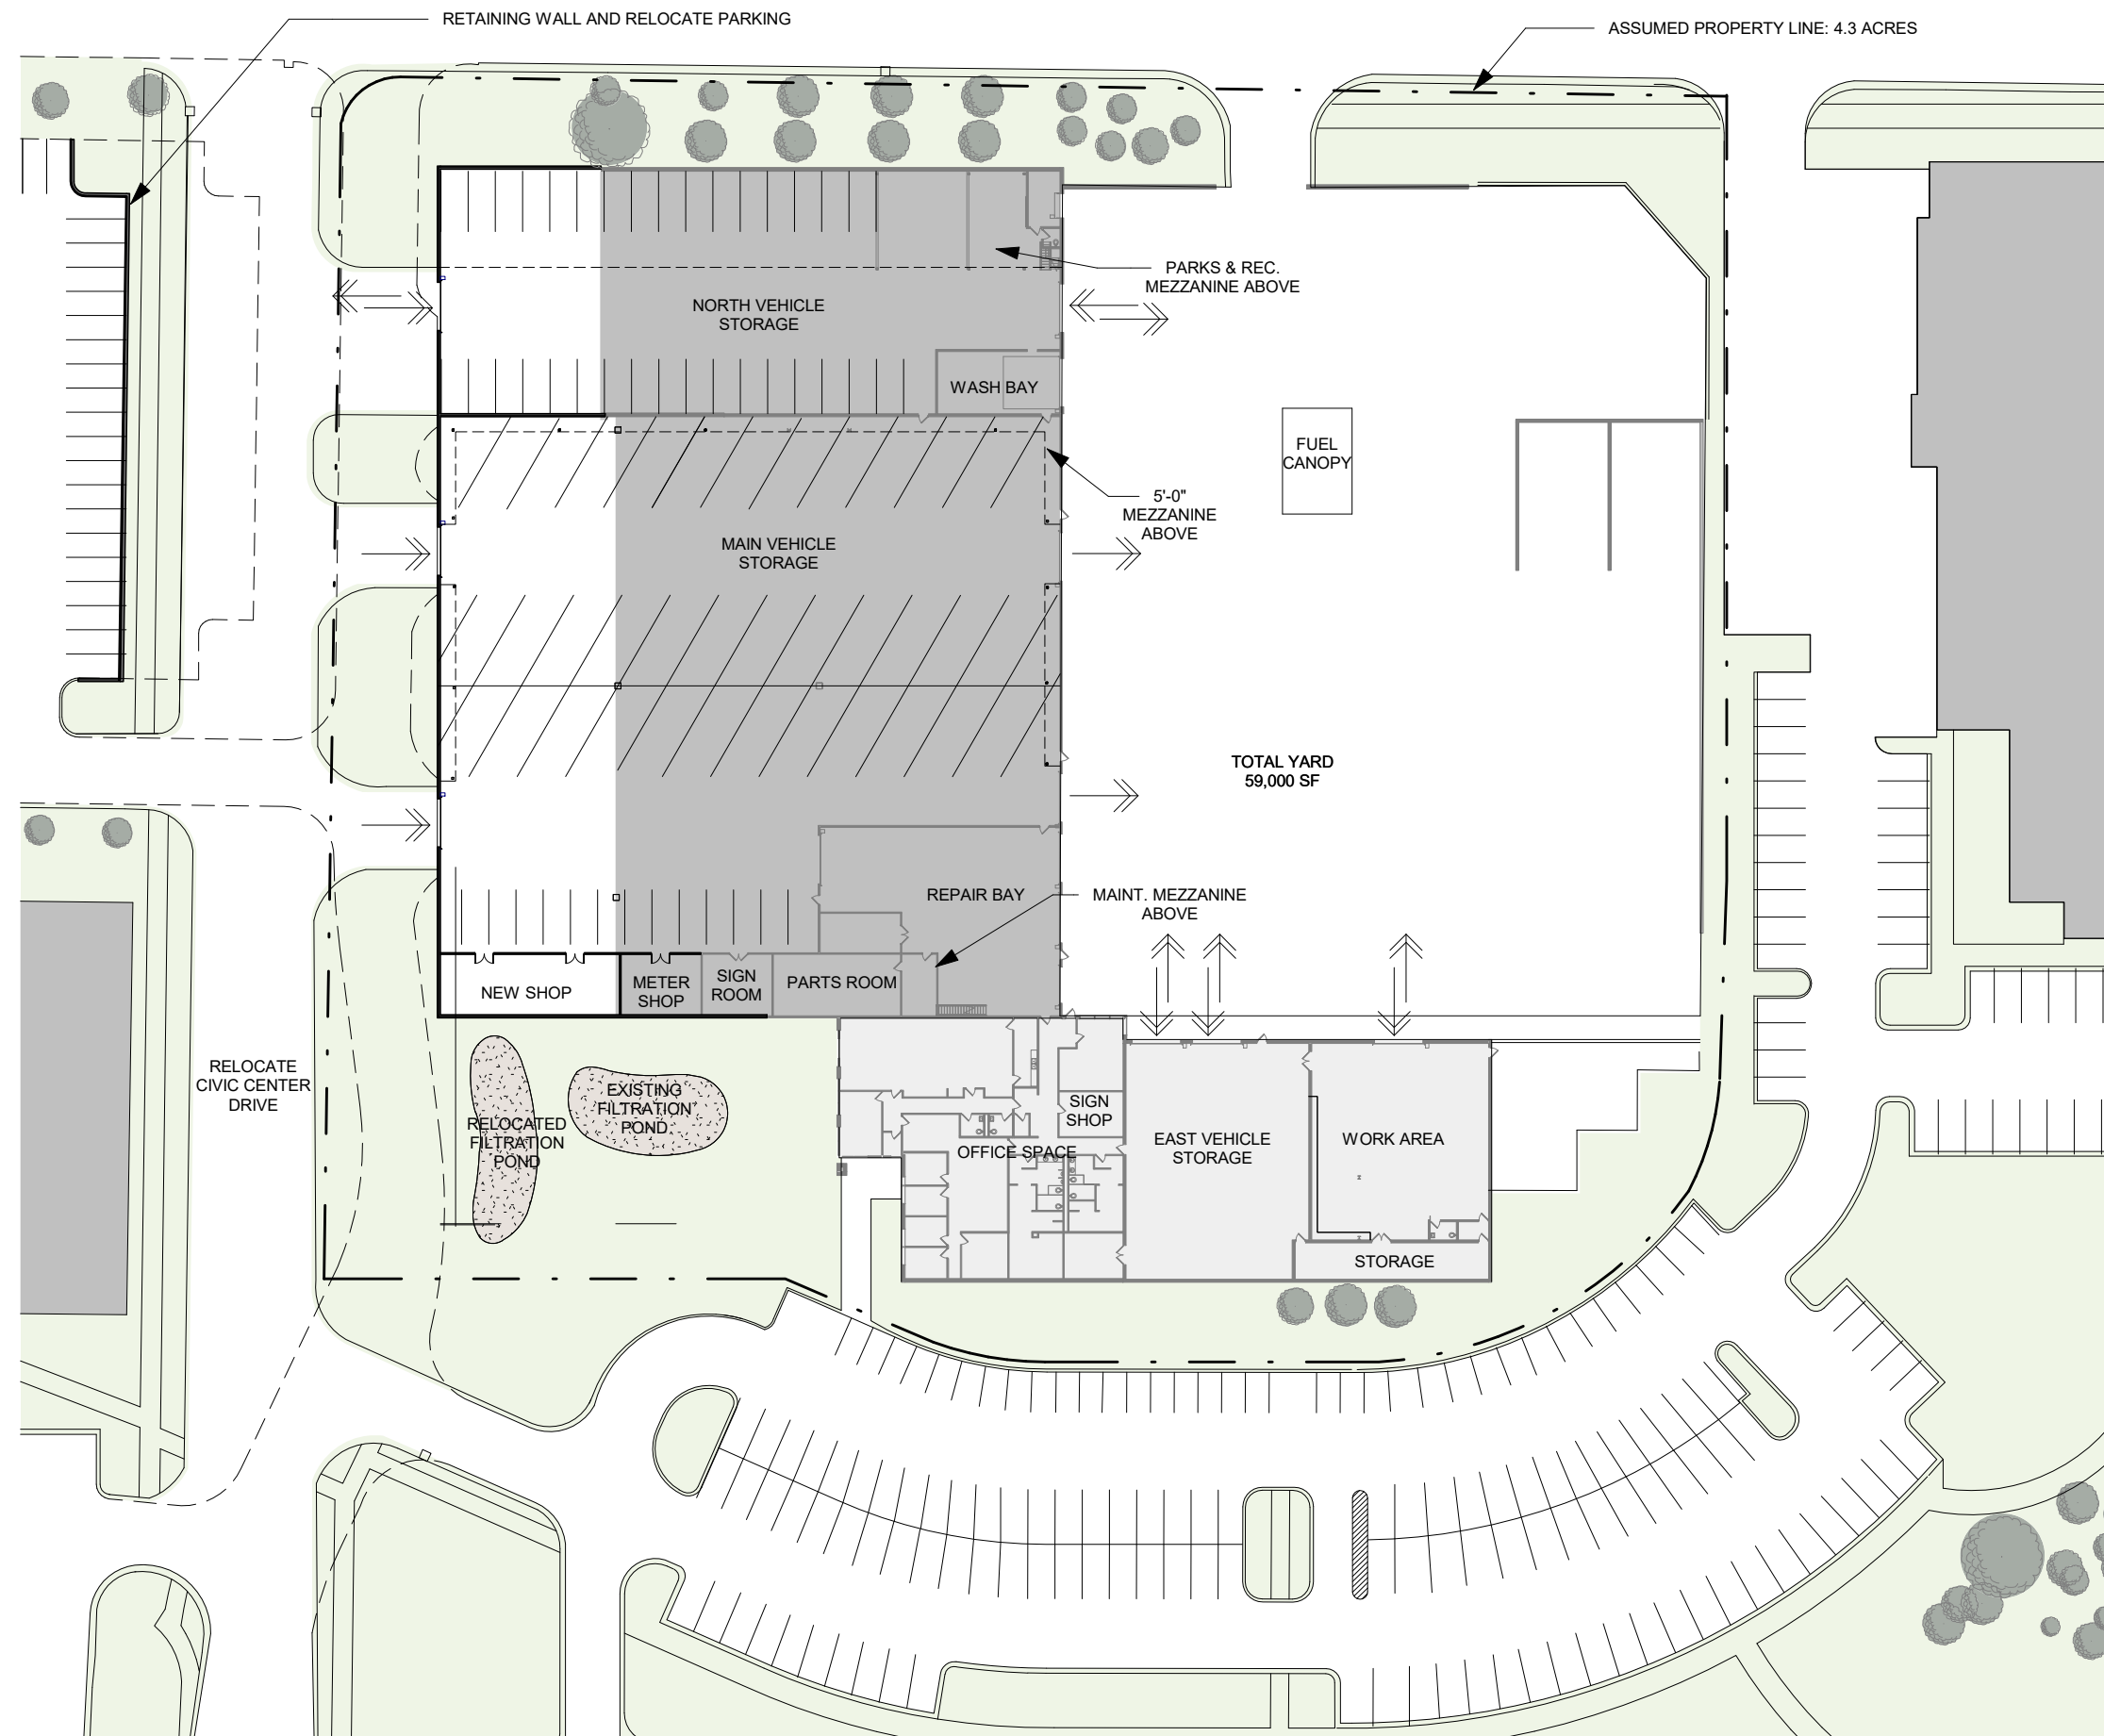 RETAINING WALL AND RELOCATE PARKING
ASSUMED PROPERTY LINE: 4.3 ACRES
PARKS & REC.
MEZZANINE ABOVE
NORTH VEHICLE
STORAGE
WASH BAY
FUEL
CANOPY
5'-0"
MEZZANINE
ABOVE
MAIN VEHICLE
STORAGE
TOTAL YARD
59,000 SF
REPAIR BAY
MAINT. MEZZANINE
ABOVE
NEW SHOP
METER
SHOP
SIGN
ROOM
PARTS ROOM
RELOCATE
CIVIC CENTER
DRIVE
EXISTING
FILTRATION
POND
RELOCATED
FILTRATION
POND
SIGN
SHOP
OFFICE SPACE
EAST VEHICLE
STORAGE
WORK AREA
STORAGE